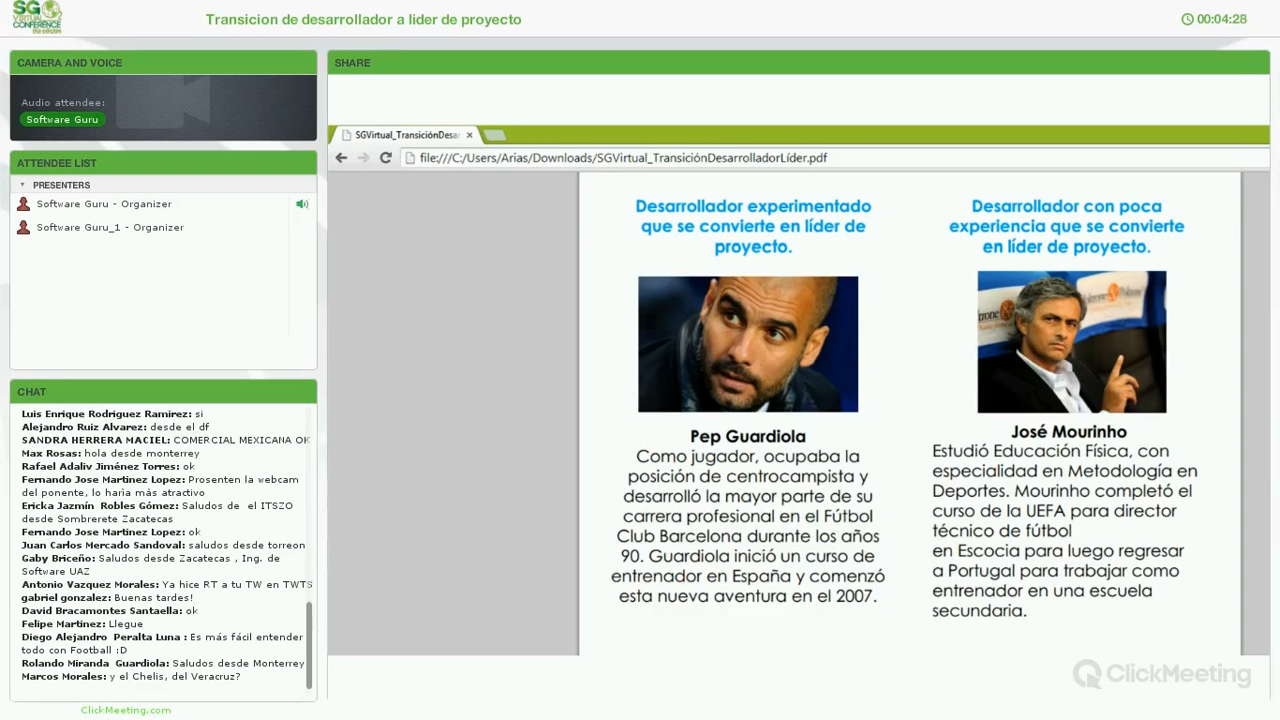 SG
VIRTUAL
CONFERENCE
Transicion de desarrollador a lider de proyecto
00:04:28
CAMERA AND VOICE
Audio attendee:
Software Guru
ATTENDEE LIST
PRESENTERS
Software Guru - Organizer
Software Guru_1 - Organizer
CHAT
Luis Enrique Rodriguez Ramirez: si
Alejandro Ruiz Alvarez: desde el df
SANDRA HERRERA MACIEL: COMERCIAL MEXICANA OK
Max Rosas: hola desde monterrey
Rafael Adaliv Jiménez Torres: ok
Fernando Jose Martinez Lopez: Prosenten la webcam
del ponente, lo harìa màs atractivo
Ericka Jazmín Robles Gómez: Saludos de el ITSZO
desde Sombrerete Zacatecas
Fernando Jose Martinez Lopez: ok
Juan Carlos Mercado Sandoval: saludos desde torreon
Gaby Briceño: Saludos desde Zacatecas , Ing. de
Software UAZ
Antonio Vazquez Morales: Ya hice RT a tu TW en TWTS
gabriel gonzalez: Buenas tardes!
David Bracamontes Santaella: ok
Felipe Martinez: Llegue
Diego Alejandro Peralta Luna : Es más fácil entender
todo con Football :D
Rolando Miranda Guardiola: Saludos desde Monterrey
Marcos Morales: y el Chelis, del Veracruz?
ClickMeeting.com
SHARE
SGVirtual_TransiciónDesar
file:///C:/Users/Arias/Downloads/SGVirtual_TransiciónDesarrolladorLíder.pdf
Desarrollador experimentado
que se convierte en líder de
proyecto.
Pep Guardiola
Como jugador, ocupaba la
posición de centrocampista y
desarrolló la mayor parte de su
carrera profesional en el Fútbol
Club Barcelona durante los años
90. Guardiola inició un curso de
entrenador en España y comenzó
esta nueva aventura en el 2007.
Desarrollador con poca
experiencia que se convierte
en líder de proyecto.
José Mourinho
Estudió Educación Física, con
especialidad en Metodología en
Deportes. Mourinho completó el
curso de la UEFA para director
técnico de fútbol
en Escocia para luego regresar
a Portugal para trabajar como
entrenador en una escuela
secundaria.
ClickMeeting